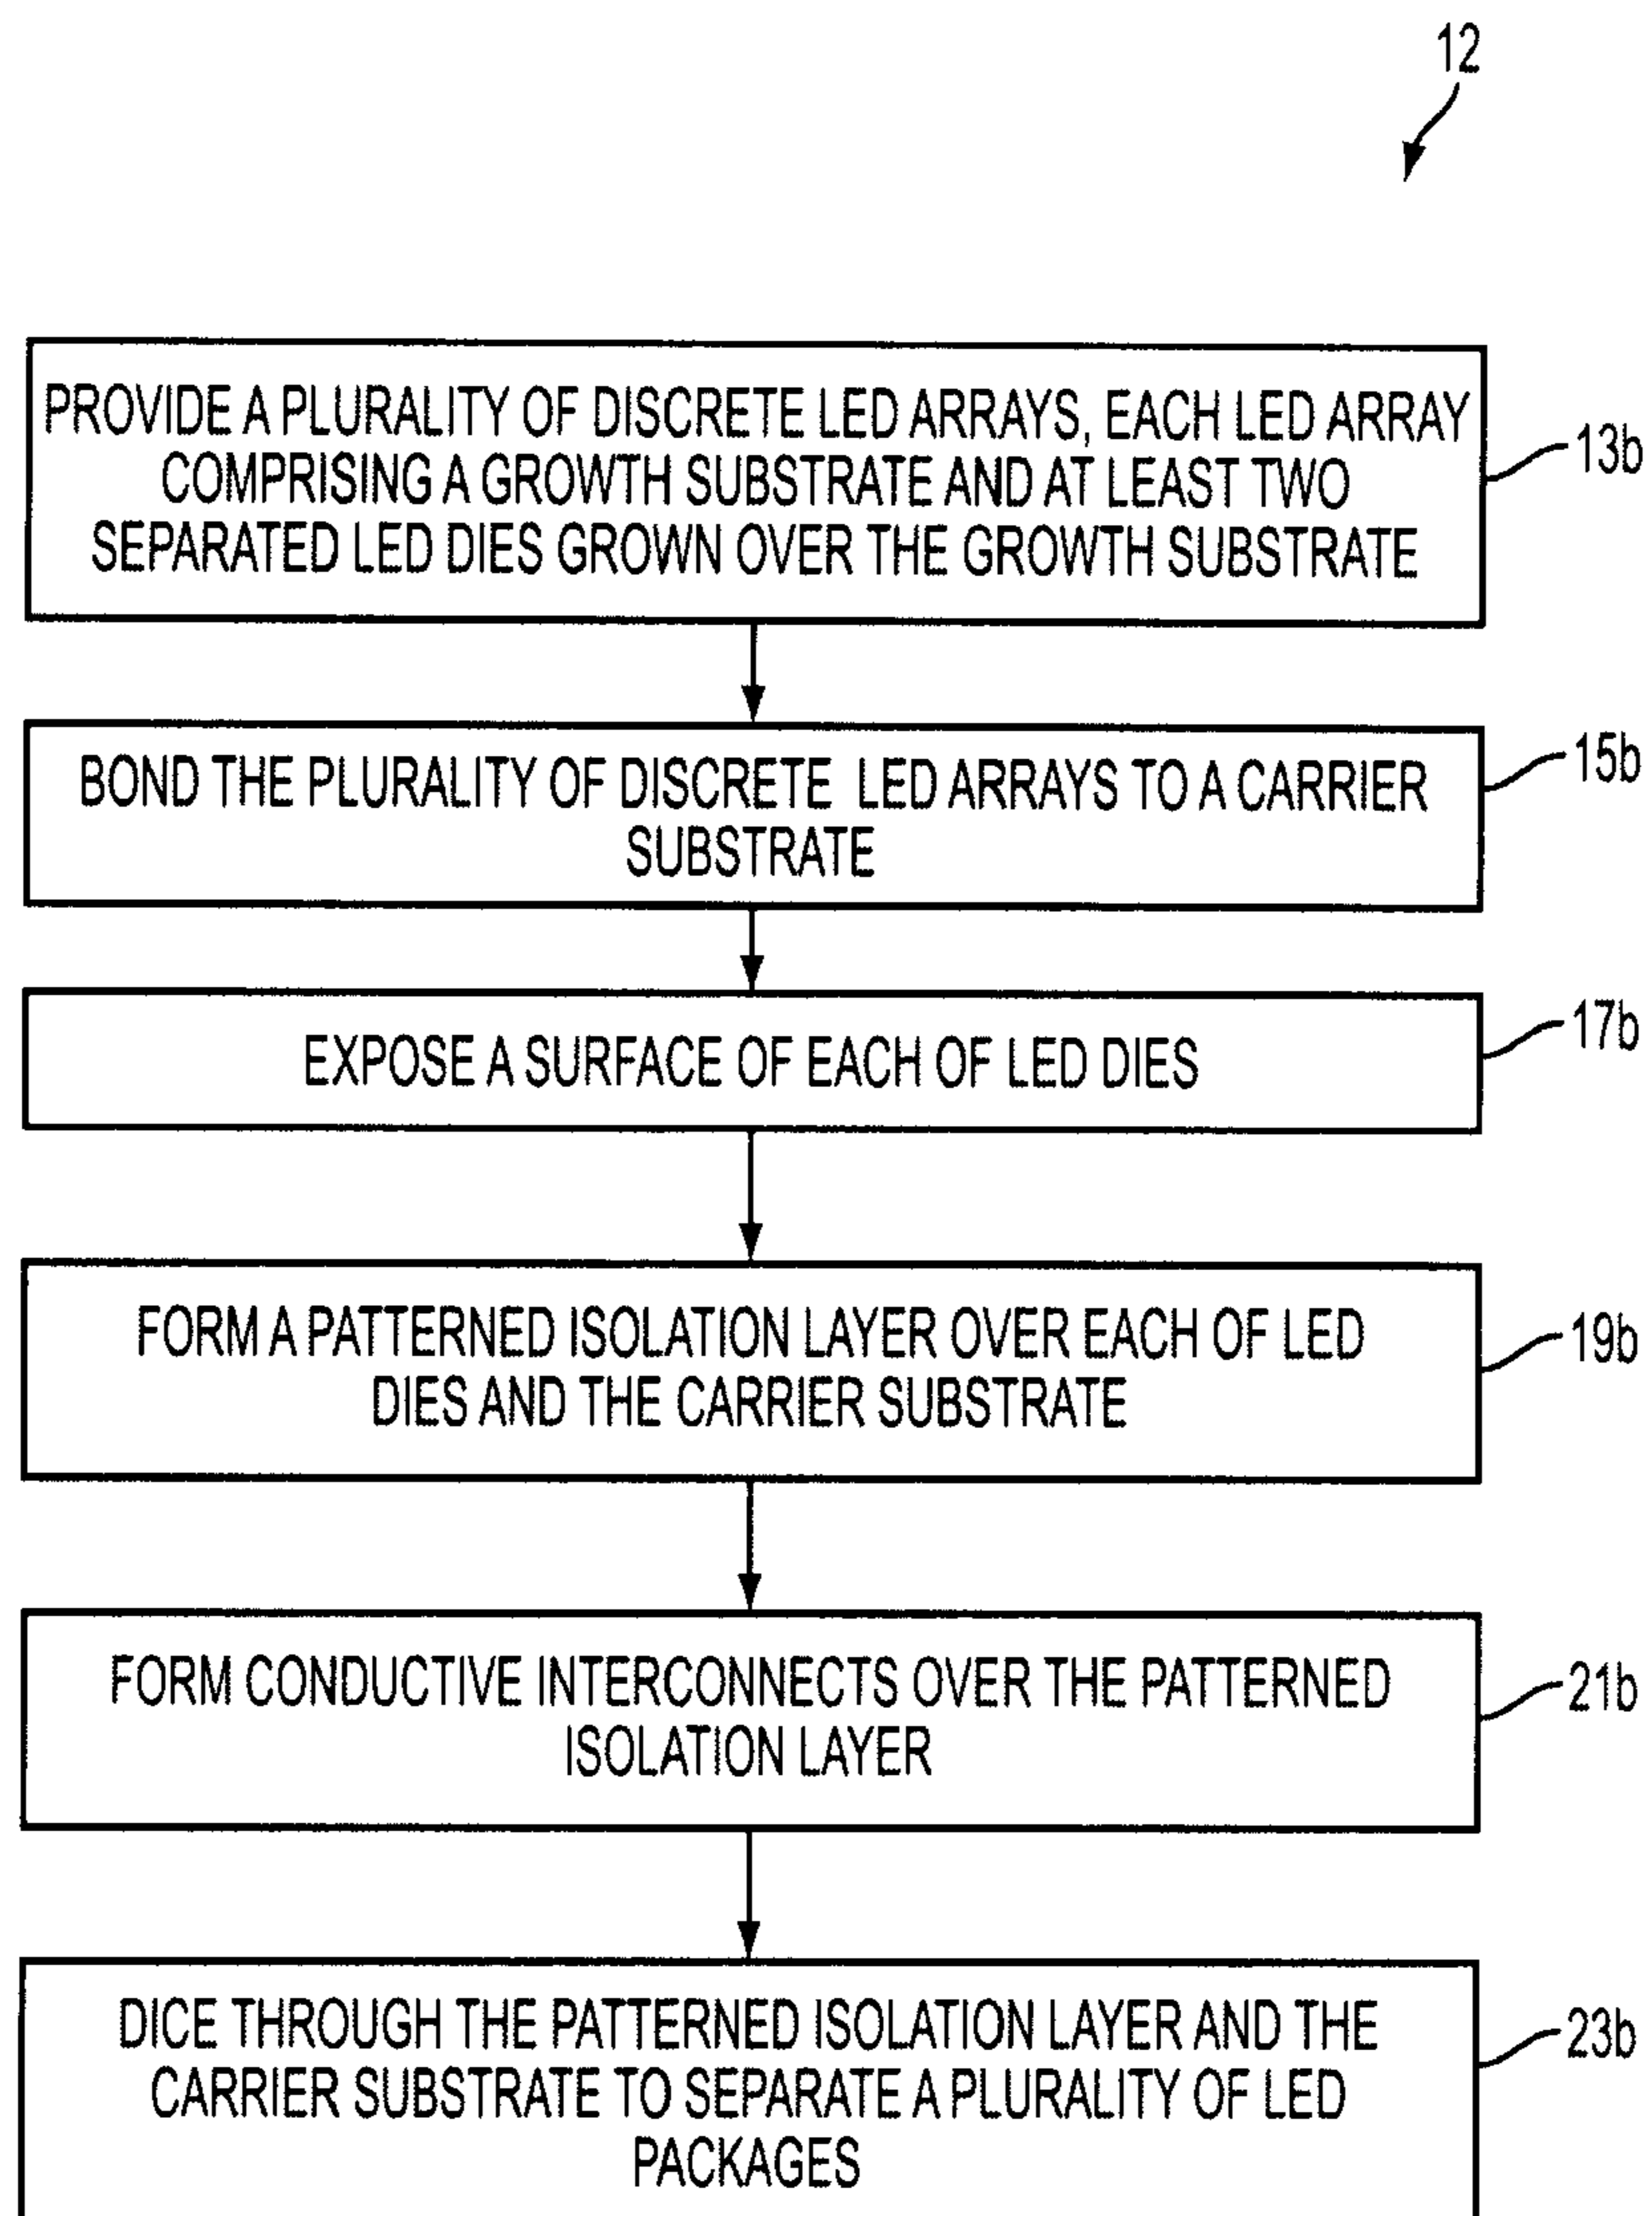 12
PROVIDE A PLURALITY OF DISCRETE LED ARRAYS, EACH LED ARRAY
COMPRISING A GROWTH SUBSTRATE AND AT LEAST TWO
SEPARATED LED DIES GROWN OVER THE GROWTH SUBSTRATE
13b
BOND THE PLURALITY OF DISCRETE LED ARRAYS TO A CARRIER
SUBSTRATE
15b
EXPOSE A SURFACE OF EACH OF LED DIES
17b
FORM A PATTERNED ISOLATION LAYER OVER EACH OF LED
DIES AND THE CARRIER SUBSTRATE
19b
FORM CONDUCTIVE INTERCONNECTS OVER THE PATTERNED
ISOLATION LAYER
21b
DICE THROUGH THE PATTERNED ISOLATION LAYER AND THE
CARRIER SUBSTRATE TO SEPARATE A PLURALITY OF LED
PACKAGES
23b